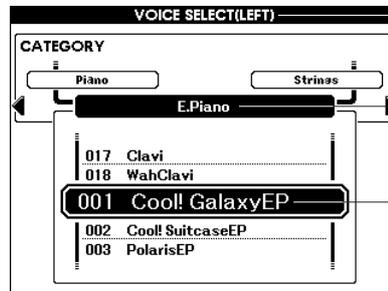 VOICE SELECT(LEFT)
CATEGORY
Piano
Strings
E.Piano
017 Clavi
018 WahClavi
001 Cool! GalaxyEP
002 Cool! SuitcaseEP
003 PolarisEP